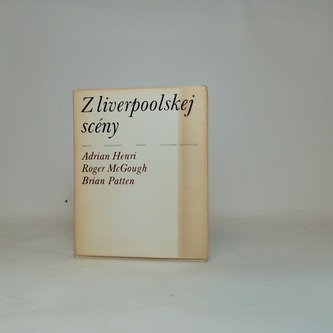 Z liverpoolskej
scény
Adrian Henri
Roger McGough
Brian Patten